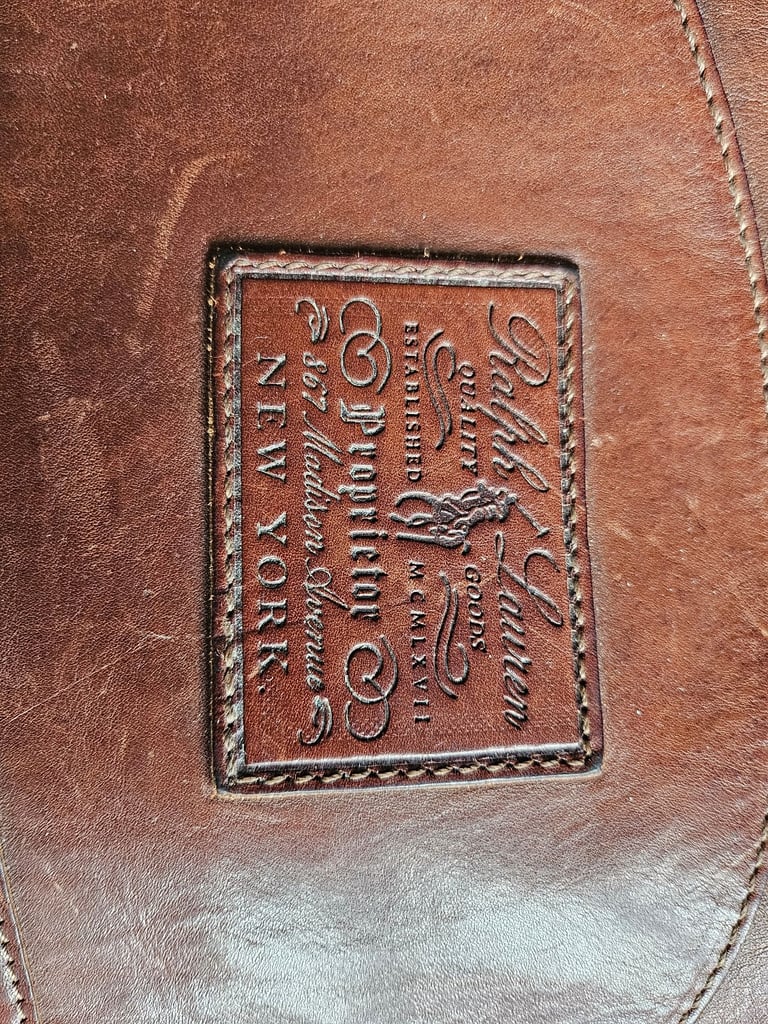 Ralph Lauren
QUALITY GOODS
ESTABLISHED MCMLXVII
Proprietor
867 Madison Avenue
NEW YORK.